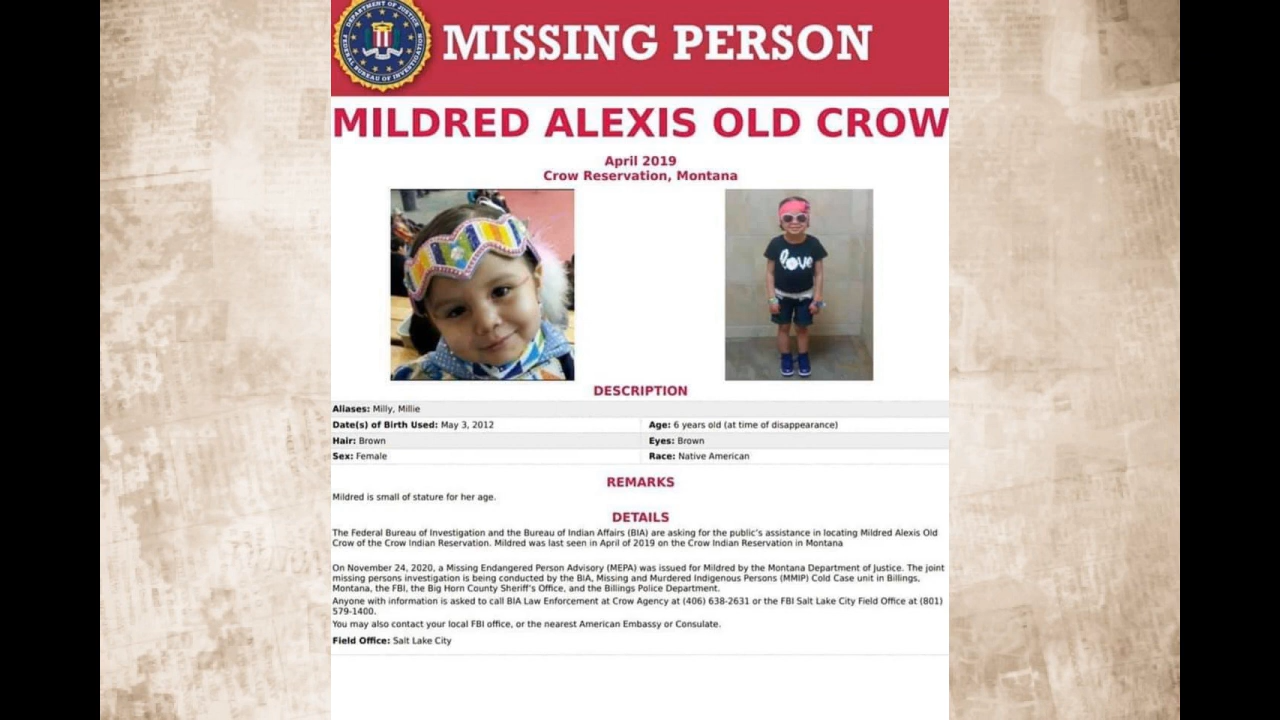 DEPARTMENT OF JUSTICE
FEDERAL BUREAU OF INVESTIGATION
MISSING PERSON
MILDRED ALEXIS OLD CROW
April 2019
Crow Reservation, Montana
love
DESCRIPTION
Aliases: Milly, Millie
Date(s) of Birth Used: May 3, 2012 Age: 6 years old (at time of disappearance)
Hair: Brown Eyes: Brown
Sex: Female Race: Native American
REMARKS
Mildred is small of stature for her age.
DETAILS
The Federal Bureau of Investigation and the Bureau of Indian Affairs (BIA) are asking for the public's assistance in locating Mildred Alexis Old
Crow of the Crow Indian Reservation. Mildred was last seen in April of 2019 on the Crow Indian Reservation in Montana
On November 24, 2020, a Missing Endangered Person Advisory (MEPA) was issued for Mildred by the Montana Department of Justice. The joint
missing persons investigation is being conducted by the BIA, Missing and Murdered Indigenous Persons (MMIP) Cold Case unit in Billings,
Montana, the FBI, the Big Horn County Sheriff's Office, and the Billings Police Department.
Anyone with information is asked to call BIA Law Enforcement at Crow Agency at (406) 638-2631 or the FBI Salt Lake City Field Office at (801)
579-1400.
You may also contact your local FBI office, or the nearest American Embassy or Consulate.
Field Office: Salt Lake City